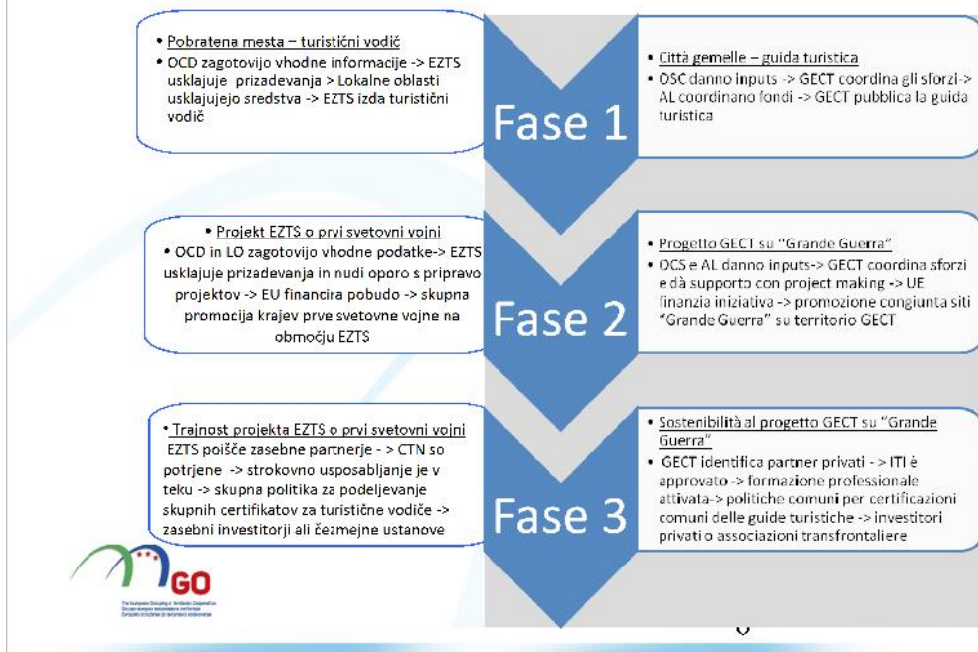 • Pobratena mesta – turistični vodič
• OCD zagotovijo vhodne informacije -> EZTS
usklajuje prizadevanja > Lokalne oblasti
usklajujejo sredstva -> EZTS izda turistični
vodič
Fase 1
• Città gemelle – guida turistica
• OSC danno inputs -> GECT coordina gli sforzi->
AL coordinano fondi -> GECT pubblica la guida
turistica
• Projekt EZTS o prvi svetovni vojni
• OCD in LO zagotovijo vhodne podatke-> EZTS
usklajuje prizadevanja in nudi oporo s pripravo
projektov -> EU financira pobudo -> skupna
promocija krajev prve svetovne vojne na
območju EZTS
Fase 2
• Progetto GECT su “Grande Guerra”
• OCS e AL danno inputs-> GECT coordina sforzi
e dà supporto con project making -> UE
finanzia iniziativa -> promozione congiunta siti
“Grande Guerra” su territorio GECT
• Trajnost projekta EZTS o prvi svetovni vojni
EZTS poišče zasebne partnerje - > CTN so
potrjene -> strokovno usposabljanje je v
teku -> skupna politika za podeljevanje
skupnih certifikatov za turistične vodiče ->
zasebni investitorji ali čezmejne ustanove
Fase 3
• Sostenibilità al progetto GECT su “Grande
Guerra”
• GECT identifica partner privati - > ITI è
approvato -> formazione professionale
attivata-> politiche comuni per certificazioni
comuni delle guide turistiche -> investitori
privati o associazioni transfrontaliere
GO